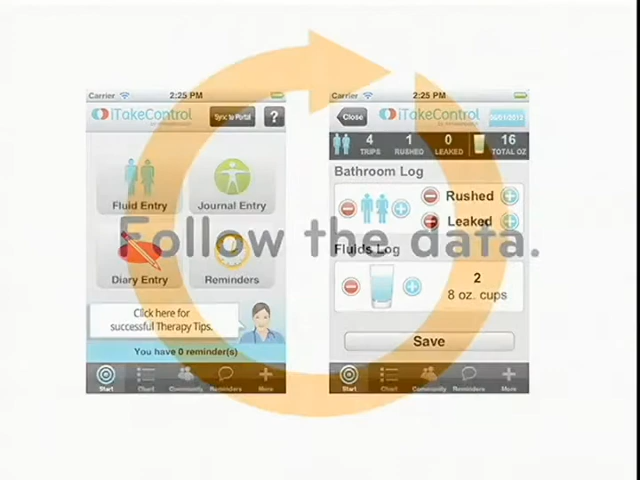 Carrier 2:25 PM
iTakeControl
Sync to Portal
?
Fluid Entry
Journal Entry
Diary Entry
Reminders
Click here for
successful Therapy Tips.
You have 0 reminder(s)
Start Chart Community Reminders More
Carrier 2:25 PM
Close
iTakeControl
4 1 0 16
TRIPS RUSHED LEAKED TOTAL OZ
Bathroom Log
Rushed
Leaked
Fluids Log
2
8 oz. cups
Save
Start Chart Community Reminders More
Follow the data.